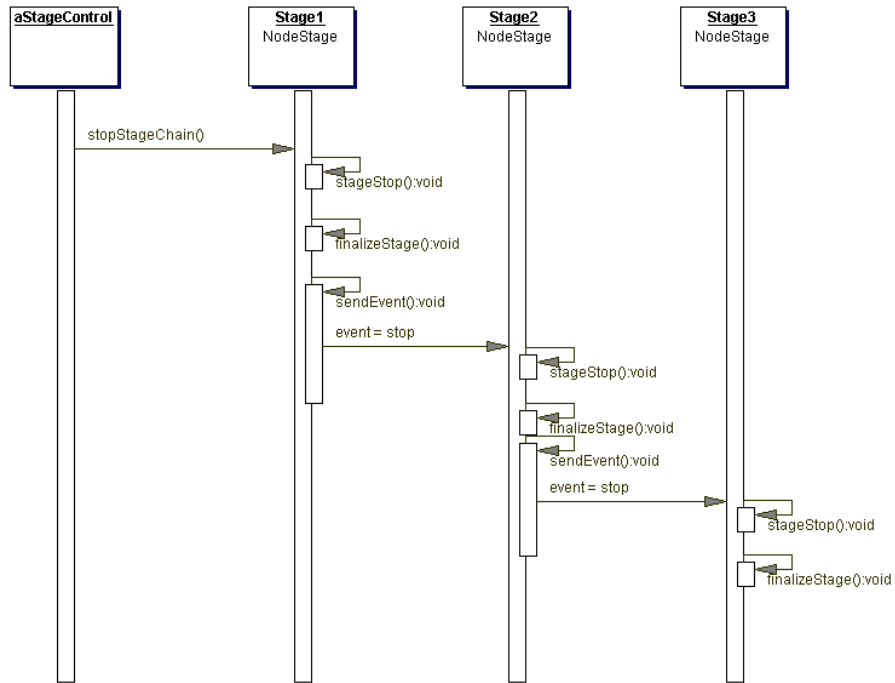 aStageControl
Stage1
NodeStage
Stage2
NodeStage
Stage3
NodeStage
stopStageChain()
stageStop():void
finalizeStage():void
sendEvent():void
event = stop
stageStop():void
finalizeStage():void
sendEvent():void
event = stop
stageStop():void
finalizeStage():void